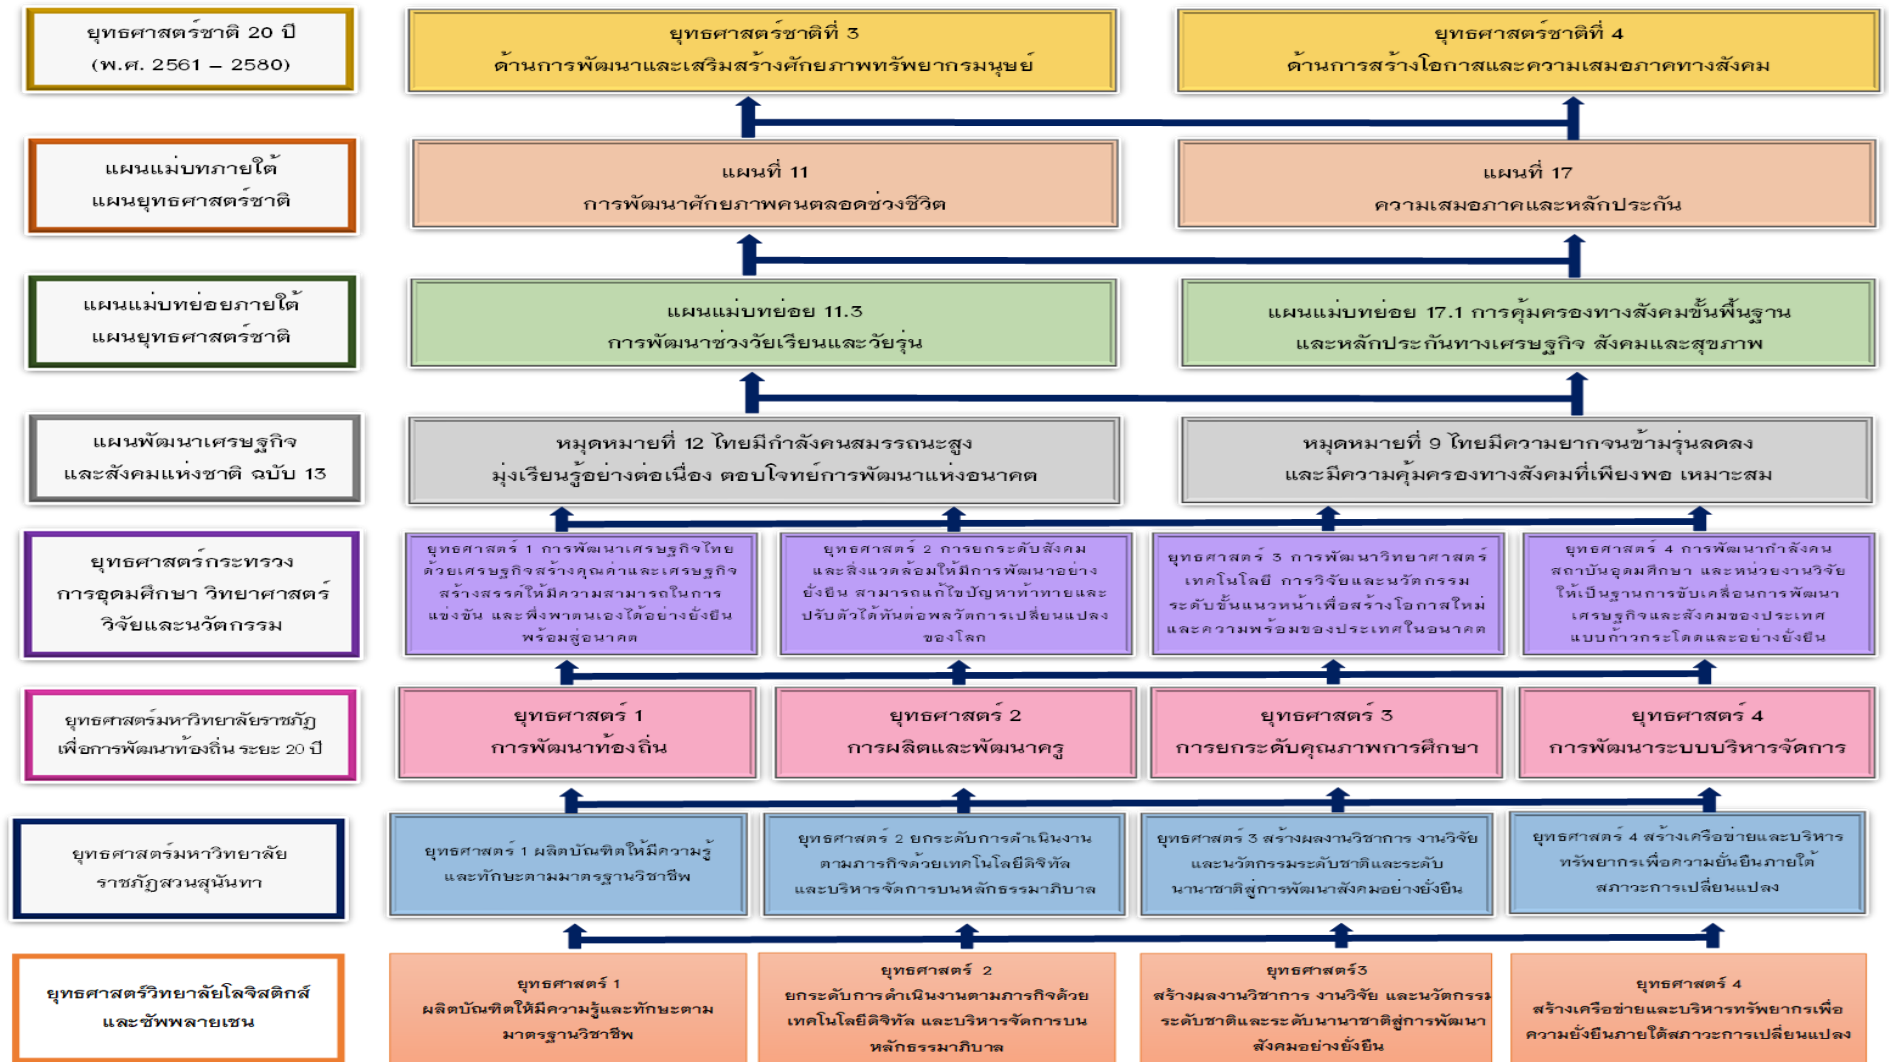 ยุทธศาสตร์ชาติ 20 ปี
(พ.ศ. 2561 – 2580)
ยุทธศาสตร์ชาติที่ 3
ด้านการพัฒนาและเสริมสร้างศักยภาพทรัพยากรมนุษย์
ยุทธศาสตร์ชาติที่ 4
ด้านการสร้างโอกาสและความเสมอภาคทางสังคม
แผนแม่บทภายใต้
แผนยุทธศาสตร์ชาติ
แผนที่ 11
การพัฒนาศักยภาพคนตลอดช่วงชีวิต
แผนที่ 17
ความเสมอภาคและหลักประกัน
แผนแม่บทย่อยภายใต้
แผนยุทธศาสตร์ชาติ
แผนแม่บทย่อย 11.3
การพัฒนาช่วงวัยเรียนและวัยรุ่น
แผนแม่บทย่อย 17.1 การคุ้มครองทางสังคมขั้นพื้นฐาน
และหลักประกันทางเศรษฐกิจ สังคมและสุขภาพ
แผนพัฒนาเศรษฐกิจ
และสังคมแห่งชาติ ฉบับ 13
หมุดหมายที่ 12 ไทยมีกำลังคนสมรรถนะสูง
มุ่งเรียนรู้อย่างต่อเนื่อง ตอบโจทย์การพัฒนาแห่งอนาคต
หมุดหมายที่ 9 ไทยมีความยากจนข้ามรุ่นลดลง
และมีความคุ้มครองทางสังคมที่เพียงพอ เหมาะสม
ยุทธศาสตร์กระทรวง
การอุดมศึกษา วิทยาศาสตร์
วิจัยและนวัตกรรม
ยุทธศาสตร์ 1 การพัฒนาเศรษฐกิจไทย
ด้วยเศรษฐกิจสร้างคุณค่าและเศรษฐกิจ
สร้างสรรค์ให้มีความสามารถในการ
แข่งขัน และพึ่งพาตนเองได้อย่างยั่งยืน
พร้อมสู่อนาคต
ยุทธศาสตร์ 2 การยกระดับสังคม
และสิ่งแวดล้อมให้มีการพัฒนาอย่าง
ยั่งยืน สามารถแก้ไขปัญหาท้าทายและ
ปรับตัวได้ทันต่อพลวัตการเปลี่ยนแปลง
ของโลก
ยุทธศาสตร์ 3 การพัฒนาวิทยาศาสตร์
เทคโนโลยี การวิจัยและนวัตกรรม
ระดับขั้นแนวหน้าเพื่อสร้างโอกาสใหม่
และความพร้อมของประเทศในอนาคต
ยุทธศาสตร์ 4 การพัฒนากำลังคน
สถาบันอุดมศึกษา และหน่วยงานวิจัย
ให้เป็นฐานการขับเคลื่อนการพัฒนา
เศรษฐกิจและสังคมของประเทศ
แบบก้าวกระโดดและอย่างยั่งยืน
ยุทธศาสตร์มหาวิทยาลัยราชภัฏ
เพื่อการพัฒนาท้องถิ่น ระยะ 20 ปี
ยุทธศาสตร์ 1
การพัฒนาท้องถิ่น
ยุทธศาสตร์ 2
การผลิตและพัฒนาครู
ยุทธศาสตร์ 3
การยกระดับคุณภาพการศึกษา
ยุทธศาสตร์ 4
การพัฒนาระบบบริหารจัดการ
ยุทธศาสตร์มหาวิทยาลัย
ราชภัฏสวนสุนันทา
ยุทธศาสตร์ 1 ผลิตบัณฑิตให้มีความรู้
และทักษะตามมาตรฐานวิชาชีพ
ยุทธศาสตร์ 2 ยกระดับการดำเนินงาน
ตามภารกิจด้วยเทคโนโลยีดิจิทัล
และบริหารจัดการบนหลักธรรมาภิบาล
ยุทธศาสตร์ 3 สร้างผลงานวิชาการ งานวิจัย
และนวัตกรรมระดับชาติและระดับ
นานาชาติสู่การพัฒนาสังคมอย่างยั่งยืน
ยุทธศาสตร์ 4 สร้างเครือข่ายและบริหาร
ทรัพยากรเพื่อความยั่นยืนภายใต้
สภาวะการเปลี่ยนแปลง
ยุทธศาสตร์วิทยาลัยโลจิสติกส์
และซัพพลายเชน
ยุทธศาสตร์ 1
ผลิตบัณฑิตให้มีความรู้และทักษะตาม
มาตรฐานวิชาชีพ
ยุทธศาสตร์ 2
ยกระดับการดำเนินงานตามภารกิจด้วย
เทคโนโลยีดิจิทัล และบริหารจัดการบน
หลักธรรมาภิบาล
ยุทธศาสตร์3
สร้างผลงานวิชาการ งานวิจัย และนวัตกรรม
ระดับชาติและระดับนานาชาติสู่การพัฒนา
สังคมอย่างยั่งยืน
ยุทธศาสตร์ 4
สร้างเครือข่ายและบริหารทรัพยากรเพื่อ
ความยั่งยืนภายใต้สภาวะการเปลี่ยนแปลง